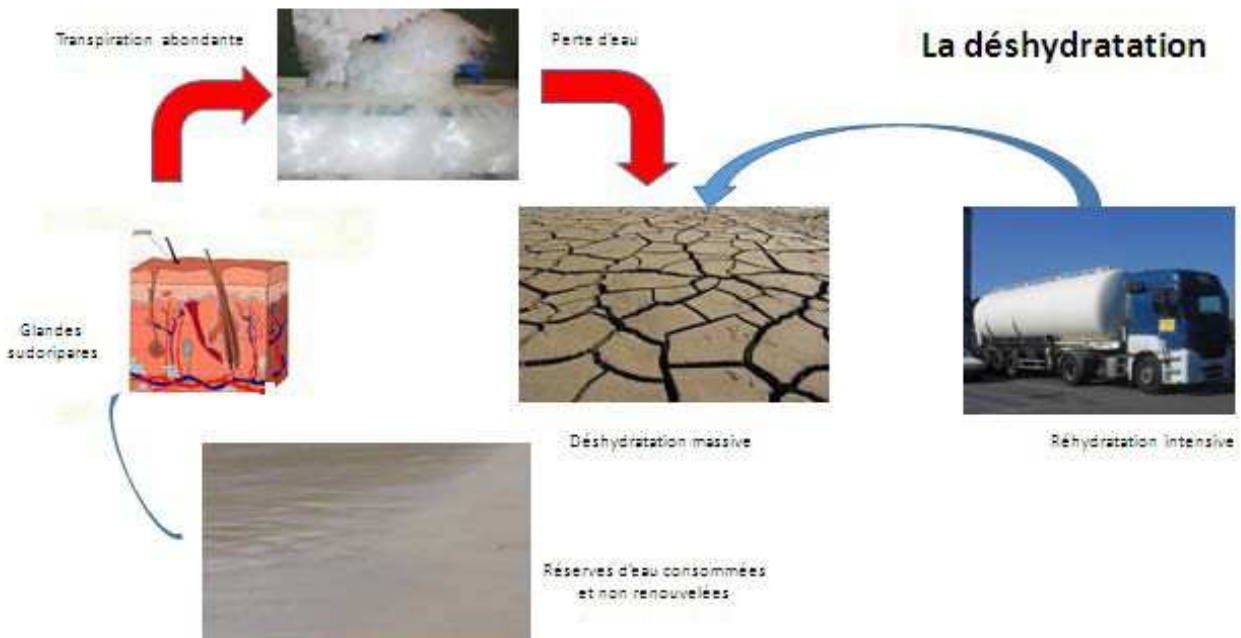 Transpiration abondante
Perte d'eau
La déshydratation
Glandes
sudoripares
Déshydratation massive
Réhydratation intensive
Réserves d'eau consommées
et non renouvelées